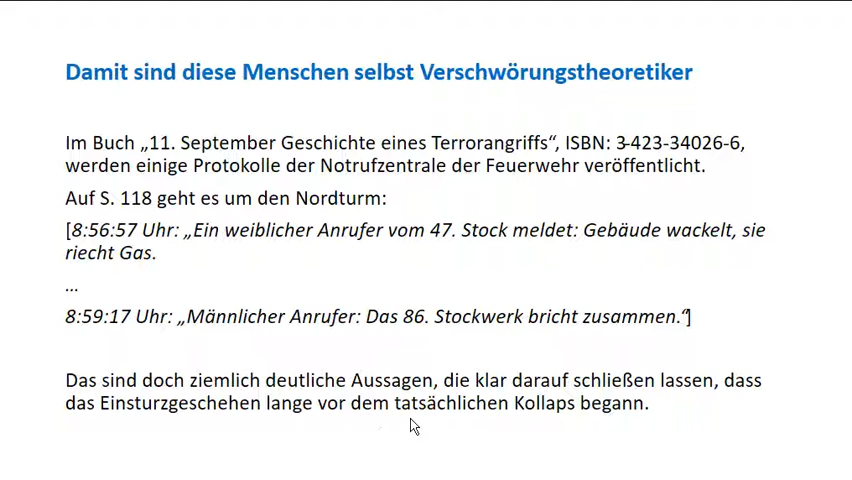 Damit sind diese Menschen selbst Verschwörungstheoretiker
Im Buch „11. September Geschichte eines Terrorangriffs“, ISBN: 3-423-34026-6,
werden einige Protokolle der Notrufzentrale der Feuerwehr veröffentlicht.
Auf S. 118 geht es um den Nordturm:
[8:56:57 Uhr: „Ein weiblicher Anrufer vom 47. Stock meldet: Gebäude wackelt, sie
riecht Gas.
...
8:59:17 Uhr: „Männlicher Anrufer: Das 86. Stockwerk bricht zusammen.“]
Das sind doch ziemlich deutliche Aussagen, die klar darauf schließen lassen, dass
das Einsturzgeschehen lange vor dem tatsächlichen Kollaps begann.